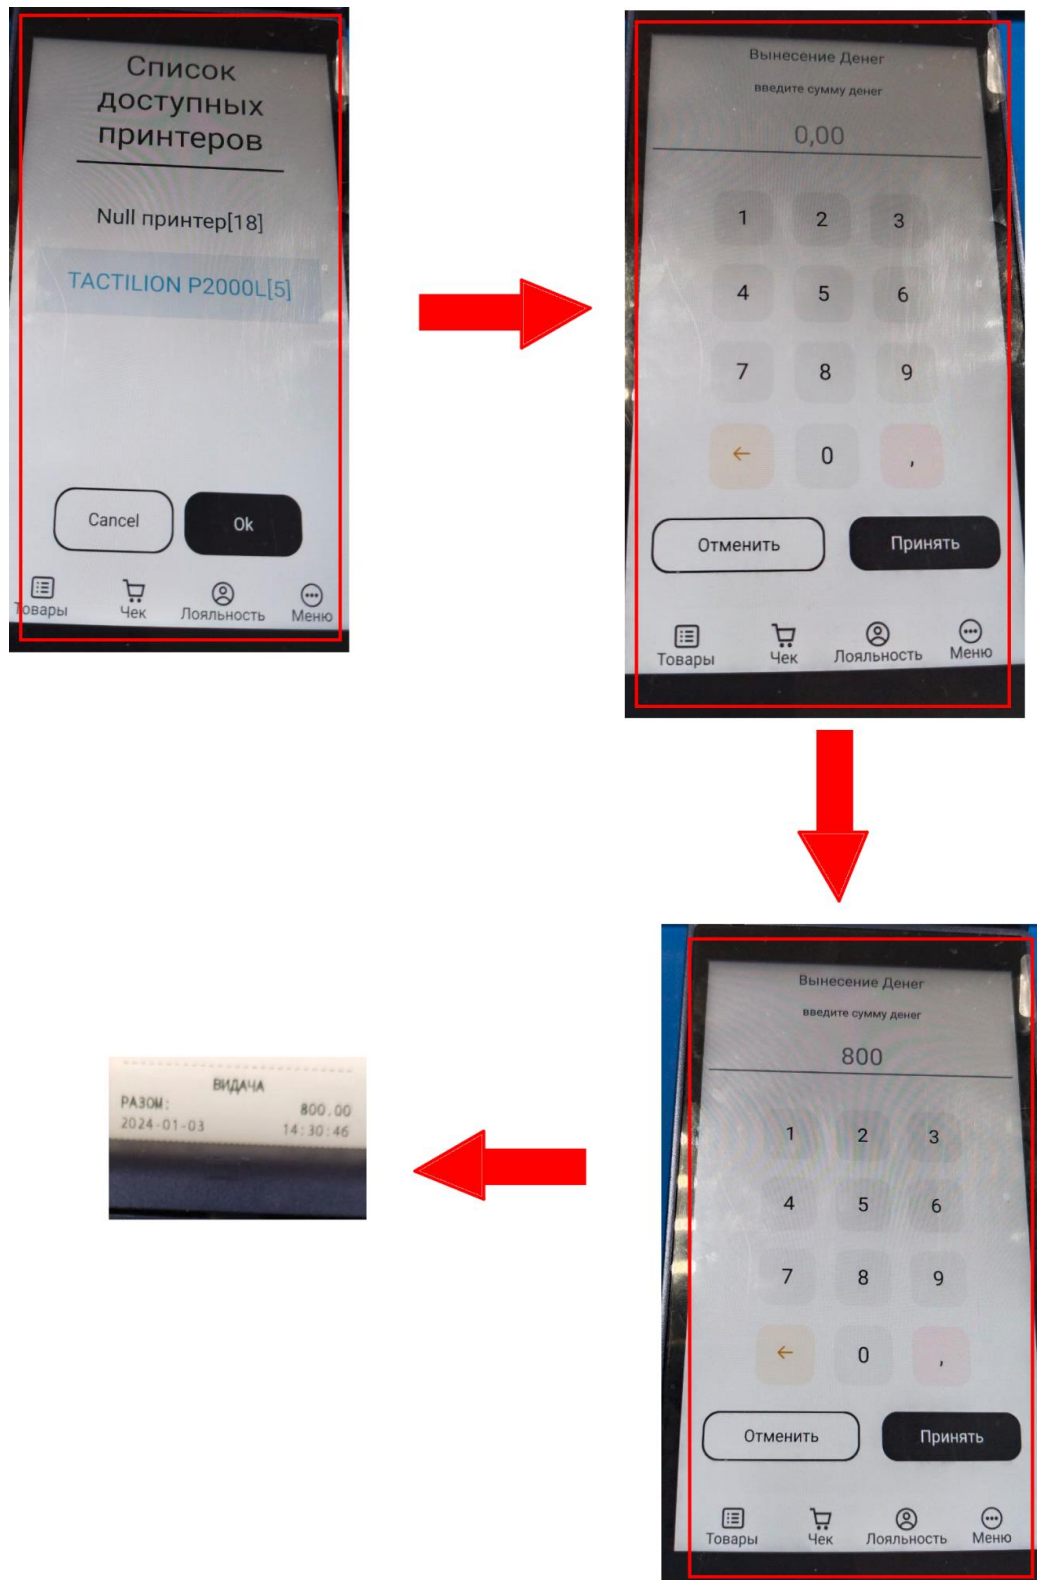 Список
доступных
принтеров
Null принтер[18]
TACTILION P2000L[5]
Cancel
Ok
Товары
Чек
Лояльность
Меню
Вынесение Денег
введите сумму денег
0,00
1 2 3
4 5 6
7 8 9
← 0 ,
Отменить
Принять
Товары
Чек
Лояльность
Меню
Вынесение Денег
введите сумму денег
800
1 2 3
4 5 6
7 8 9
← 0 ,
Отменить
Принять
Товары
Чек
Лояльность
Меню
ВИДАЧА
РАЗОМ: 800.00
2024-01-03 14:30:46